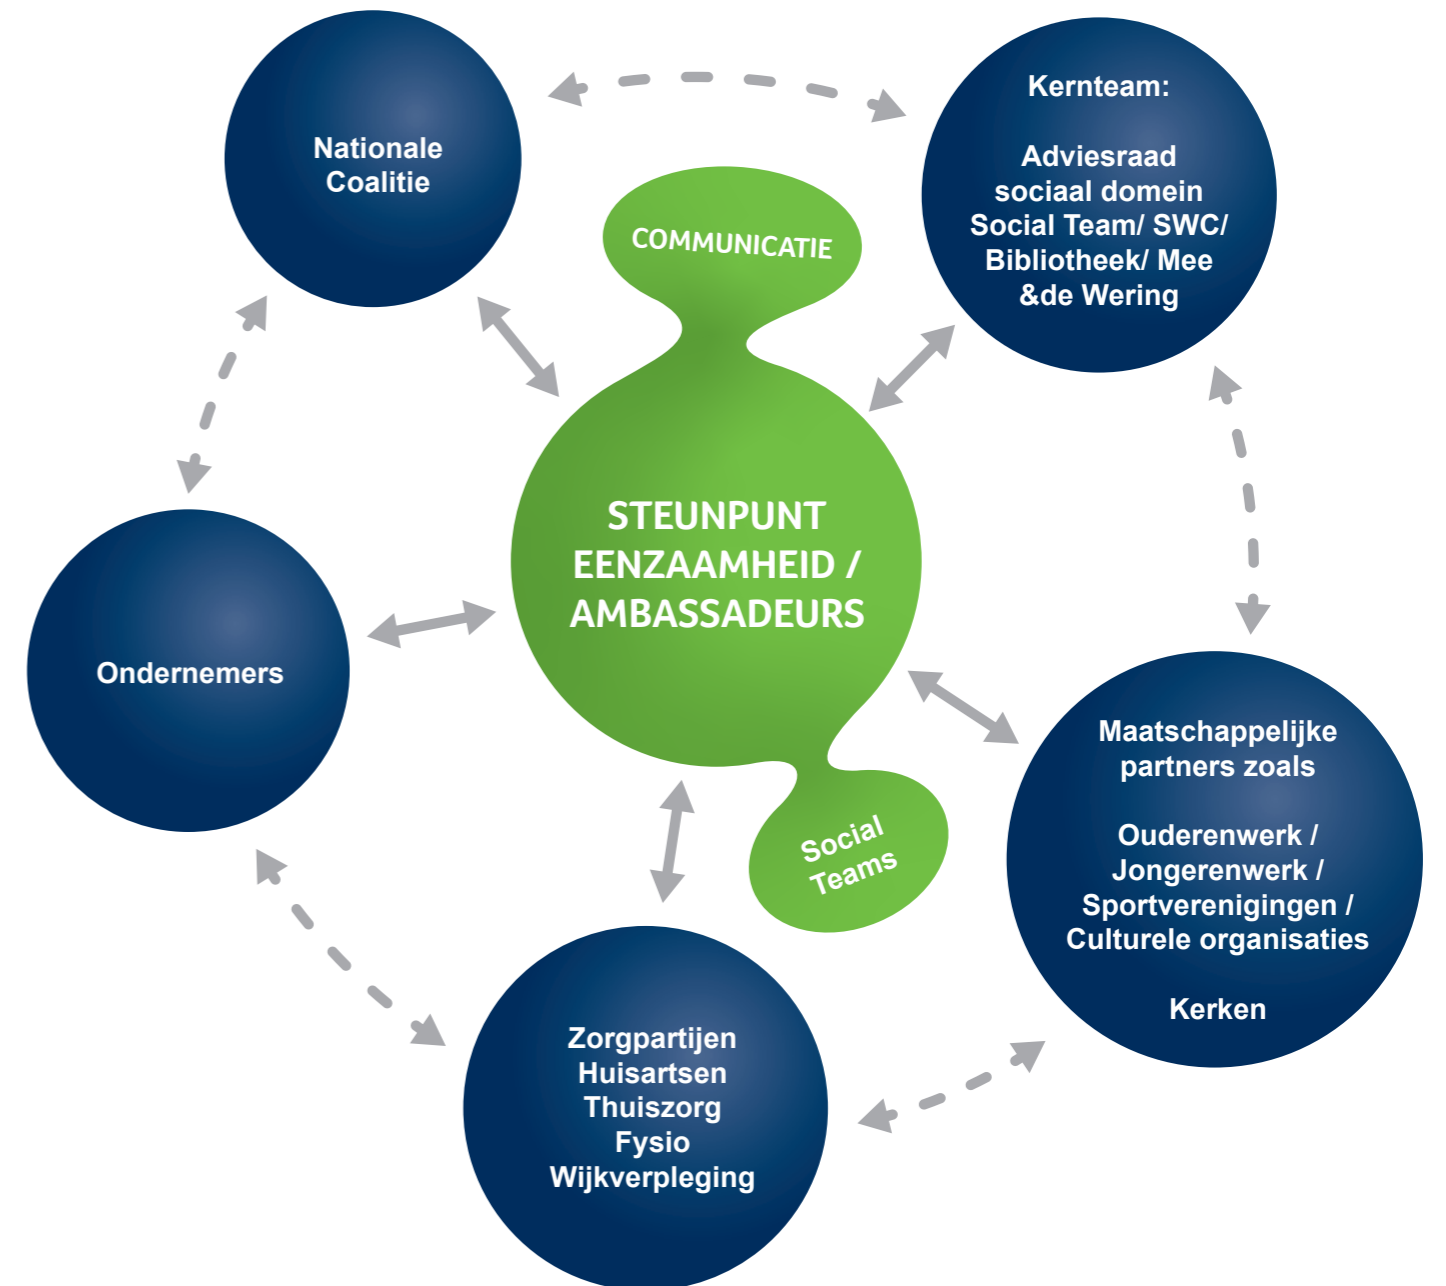 Nationale
Coalitie
Kernteam:
Adviesraad
sociaal domein
Social Team/ SWC/
Bibliotheek/ Mee
&de Wering
COMMUNICATIE
STEUNPUNT
EENZAAMHEID /
AMBASSADEURS
Social
Teams
Ondernemers
Maatschappelijke
partners zoals
Ouderenwerk /
Jongerenwerk /
Sportverenigingen /
Culturele organisaties
Kerken
Zorgpartijen
Huisartsen
Thuiszorg
Fysio
Wijkverpleging